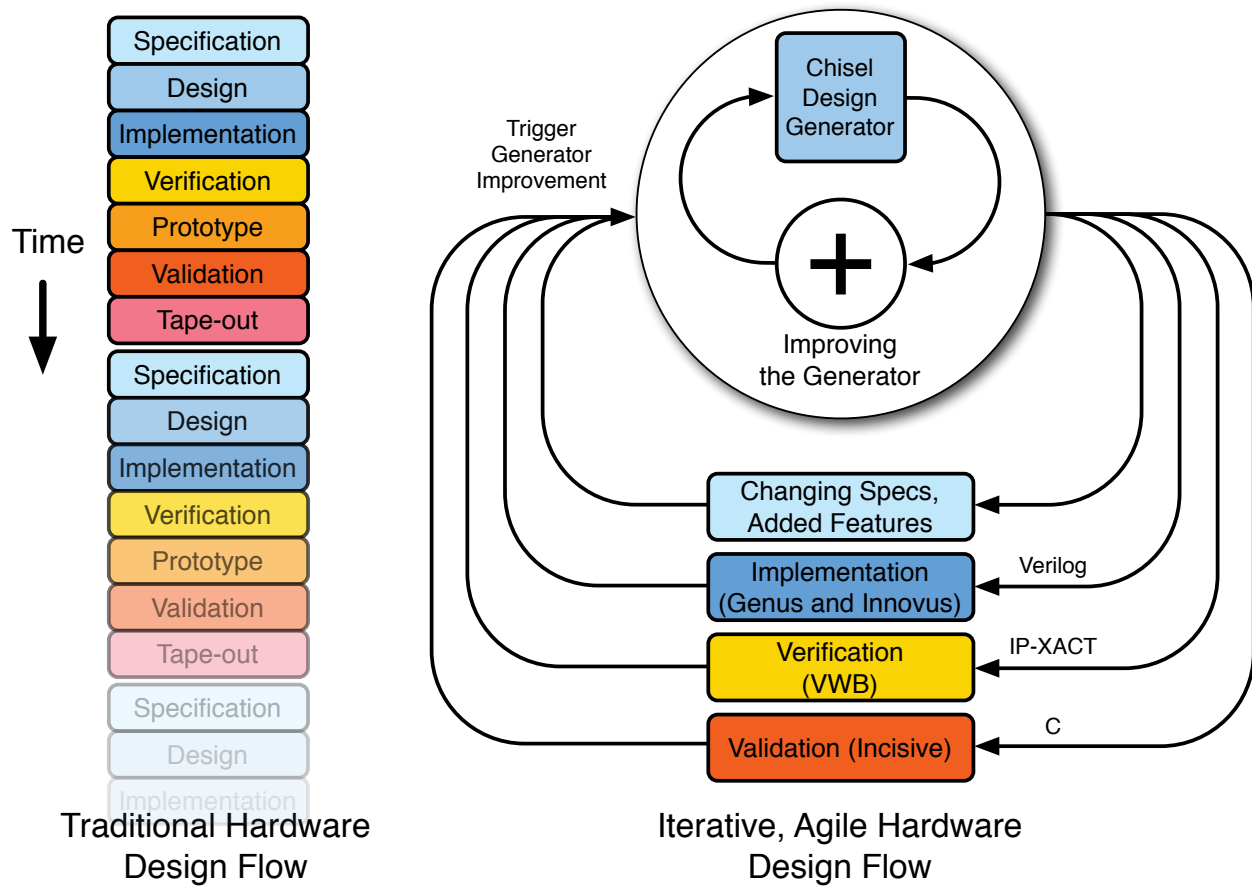 Time
Specification
Design
Implementation
Verification
Prototype
Validation
Tape-out
Specification
Design
Implementation
Verification
Prototype
Validation
Tape-out
Specification
Design
Implementation
Traditional Hardware
Design Flow
Trigger
Generator
Improvement
Chisel
Design
Generator
+
Improving
the Generator
Changing Specs,
Added Features
Implementation
(Genus and Innovus)
Verilog
Verification
(VWB)
IP-XACT
Validation (Incisive)
C
Iterative, Agile Hardware
Design Flow